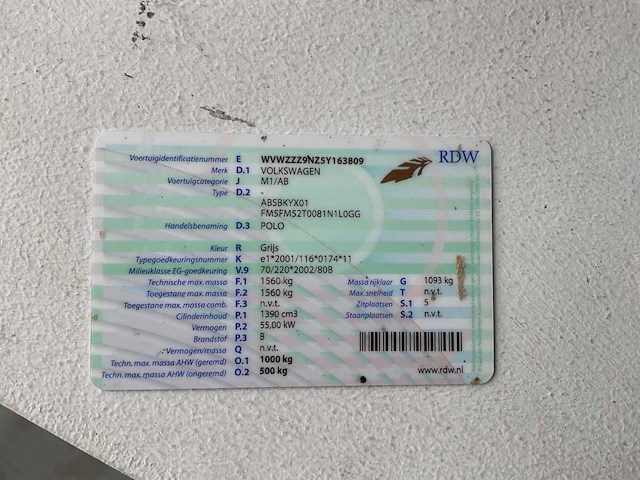 RDW
Voertuigidentificatienummer E WVWZZZ9NZ5Y163809
Merk D.1 VOLKSWAGEN
Voertuigcategorie J M1/AB
Type D.2 -
ABSBKYX01
FM5FM52T0081N1L0GG
Handelsbenaming D.3 POLO
Kleur R Grijs
Typegoedkeuringsnummer K e1*2001/116*0174*11
Milieuklasse EG-goedkeuring V.9 70/220*2002/80B
Technische max. massa F.1 1560 kg Massa rijklaar G 1093 kg
Toegestane max. massa F.2 1560 kg Max. snelheid T n.v.t.
Toegestane max. massa comb. F.3 n.v.t. Zitplaatsen S.1 5
Cilinderinhoud P.1 1390 cm3 Staanplaatsen S.2 n.v.t.
Vermogen P.2 55,00 kW
Brandstof P.3 B
Vermogen/massa Q n.v.t.
Techn. max. massa AHW (geremd) O.1 1000 kg
Techn. max. massa AHW (ongeremd) O.2 500 kg
www.rdw.nl